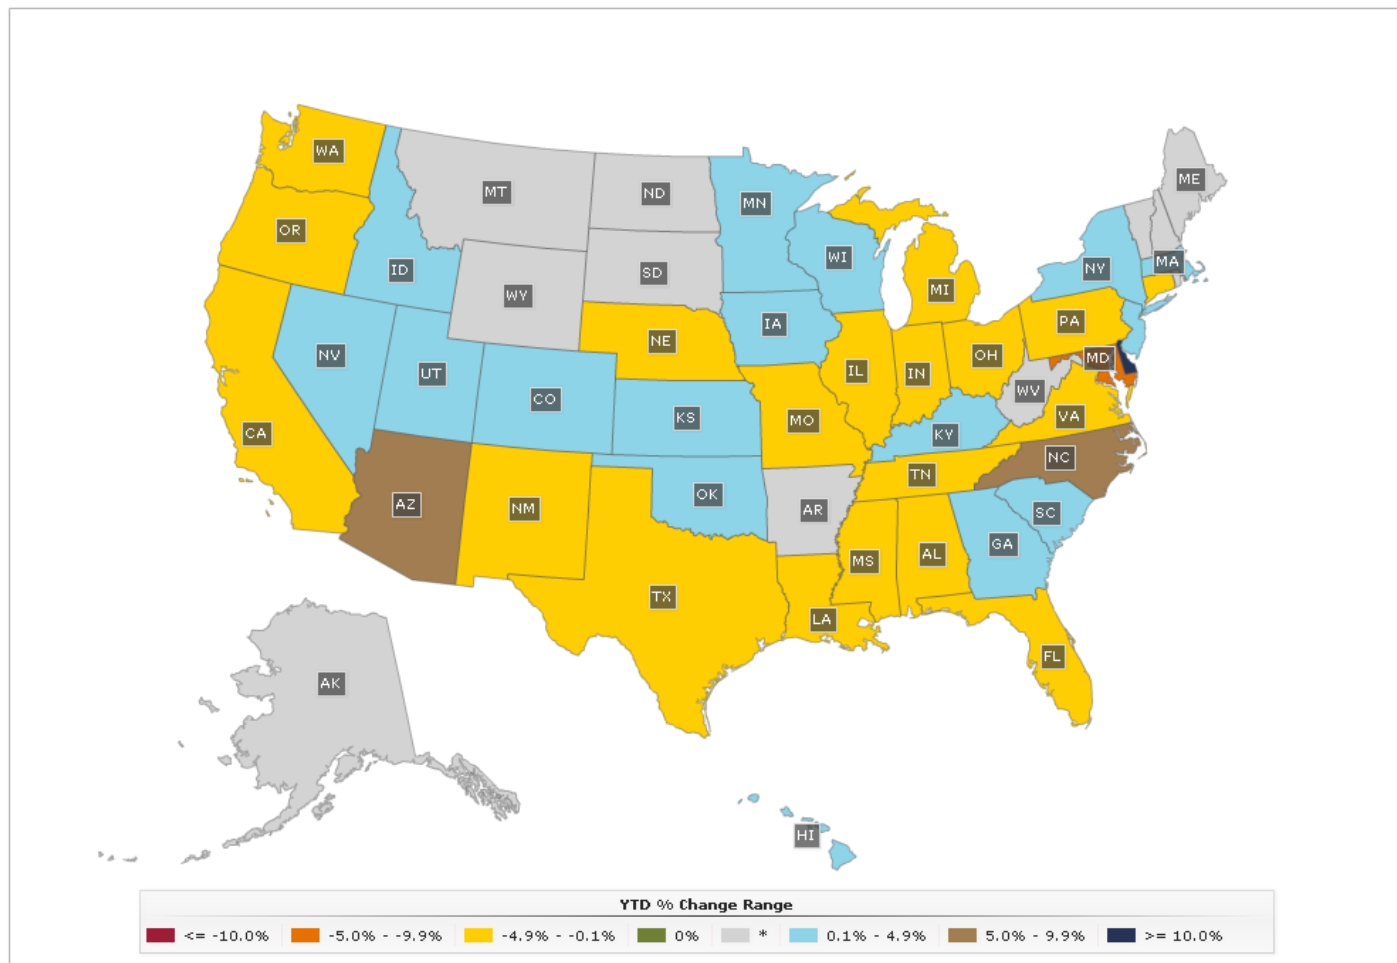 WA
MT
ND
ME
MN
OR
WI
MA
ID
SD
NY
WY
MI
IA
PA
NE
NV
OH
MD
UT
IL
IN
WV
CO
KS
MO
VA
CA
KY
NC
TN
AZ
OK
NM
AR
SC
GA
MS
AL
TX
LA
FL
AK
HI
YTD % Change Range
<= -10.0% -5.0% - -9.9% -4.9% - -0.1% 0% * 0.1% - 4.9% 5.0% - 9.9% >= 10.0%